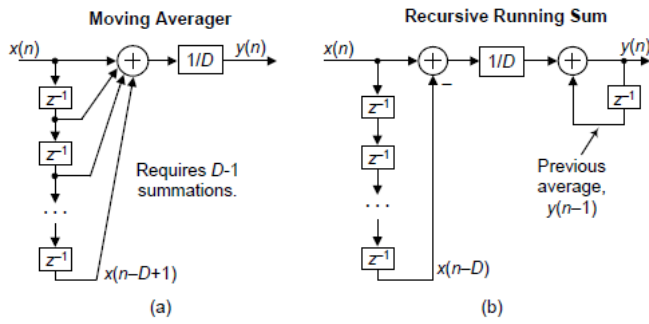 Moving Averager
x(n)
+
1/D
y(n)
z⁻¹
z⁻¹
Requires D-1
summations.
. . .
z⁻¹
x(n–D+1)
(a)
Recursive Running Sum
x(n)
+
–
1/D
+
y(n)
z⁻¹
z⁻¹
z⁻¹
Previous
average,
y(n–1)
. . .
z⁻¹
x(n–D)
(b)